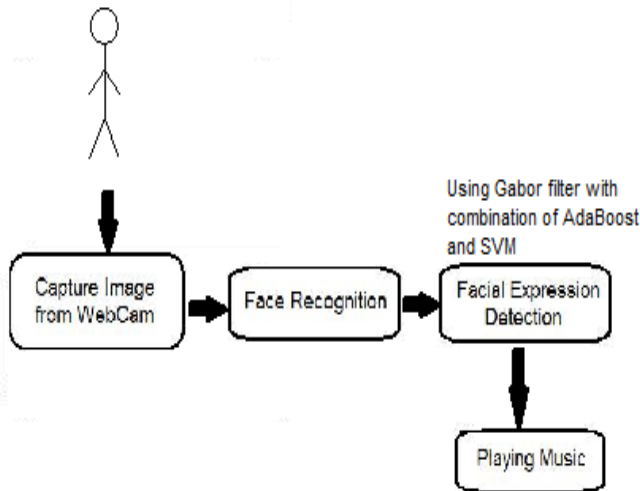 Using Gabor filter with
combination of AdaBoost
and SVM
Capture Image
from WebCam
Face Recognition
Facial Expression
Detection
Playing Music